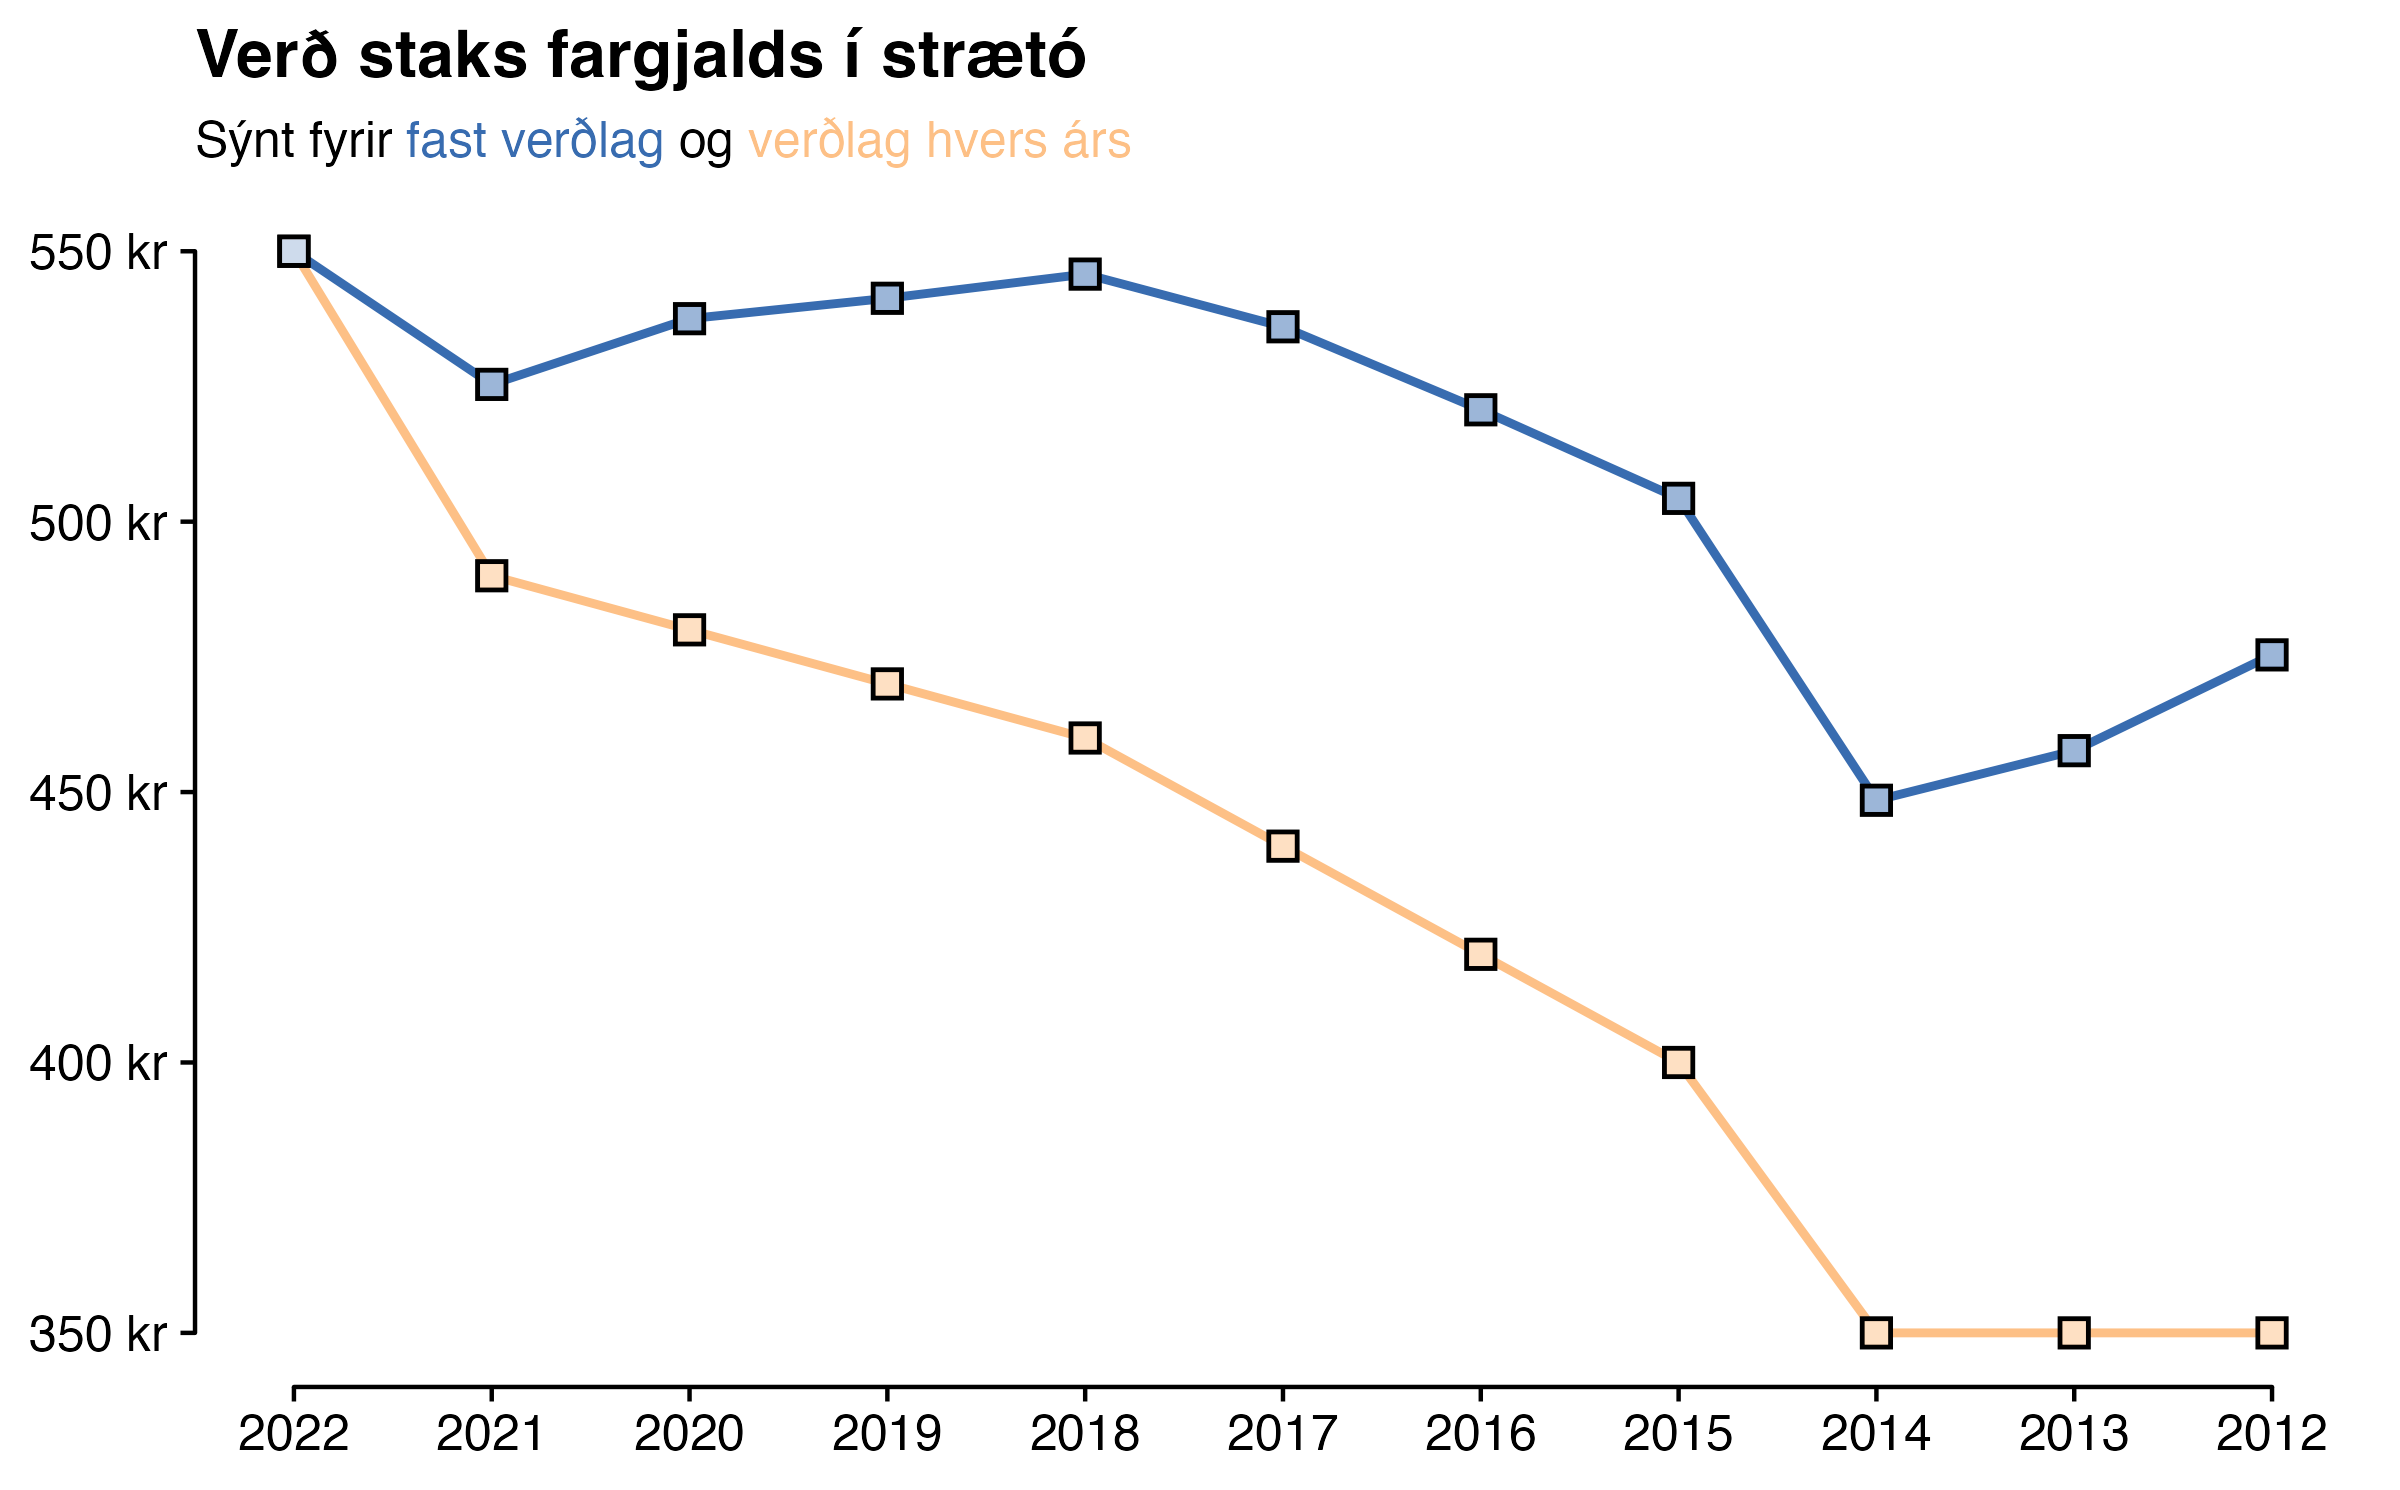 Verð staks fargjalds í strætó
Sýnt fyrir fast verðlag og verðlag hvers árs
550 kr
500 kr
450 kr
400 kr
350 kr
2022 2021 2020 2019 2018 2017 2016 2015 2014 2013 2012